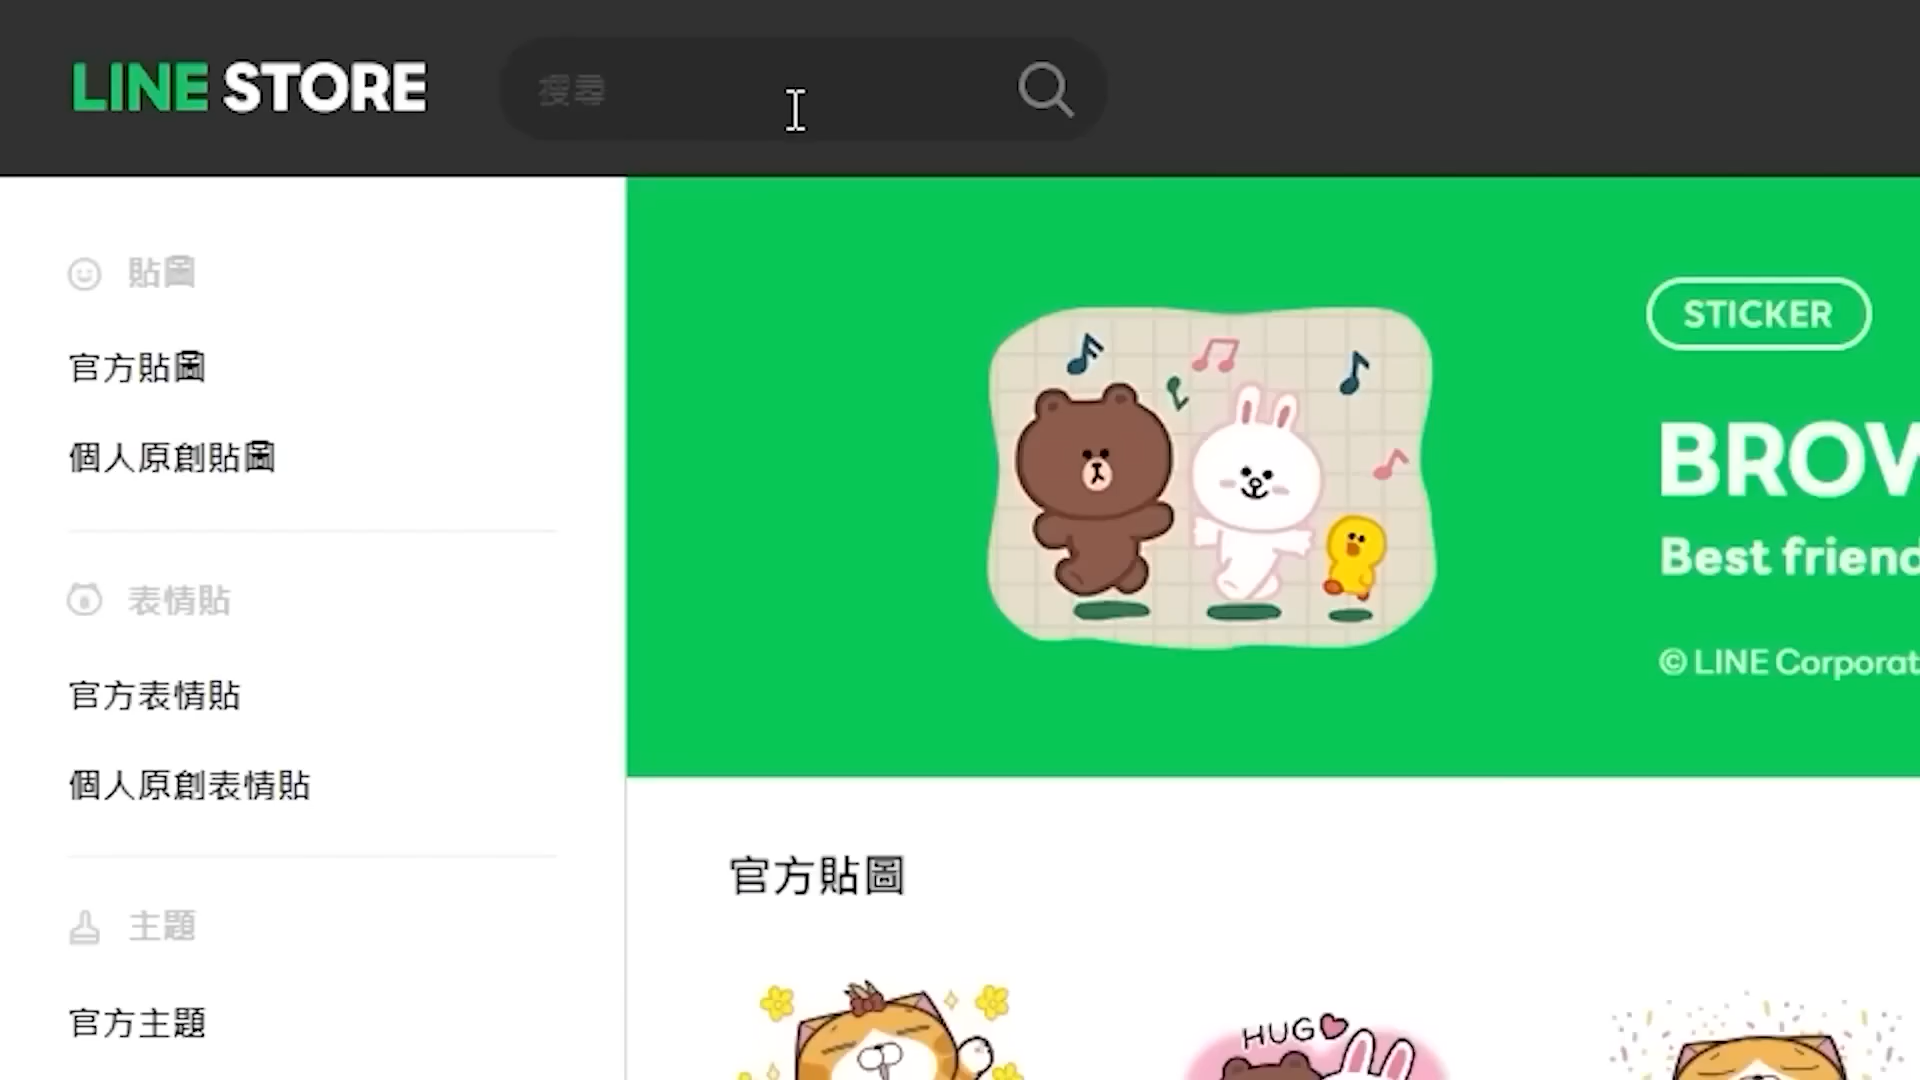 LINE STORE
搜尋
貼圖
官方貼圖
個人原創貼圖
表情貼
官方表情貼
個人原創表情貼
主題
官方主題
STICKER
BROW
Best friend
© LINE Corporat
官方貼圖
HUG